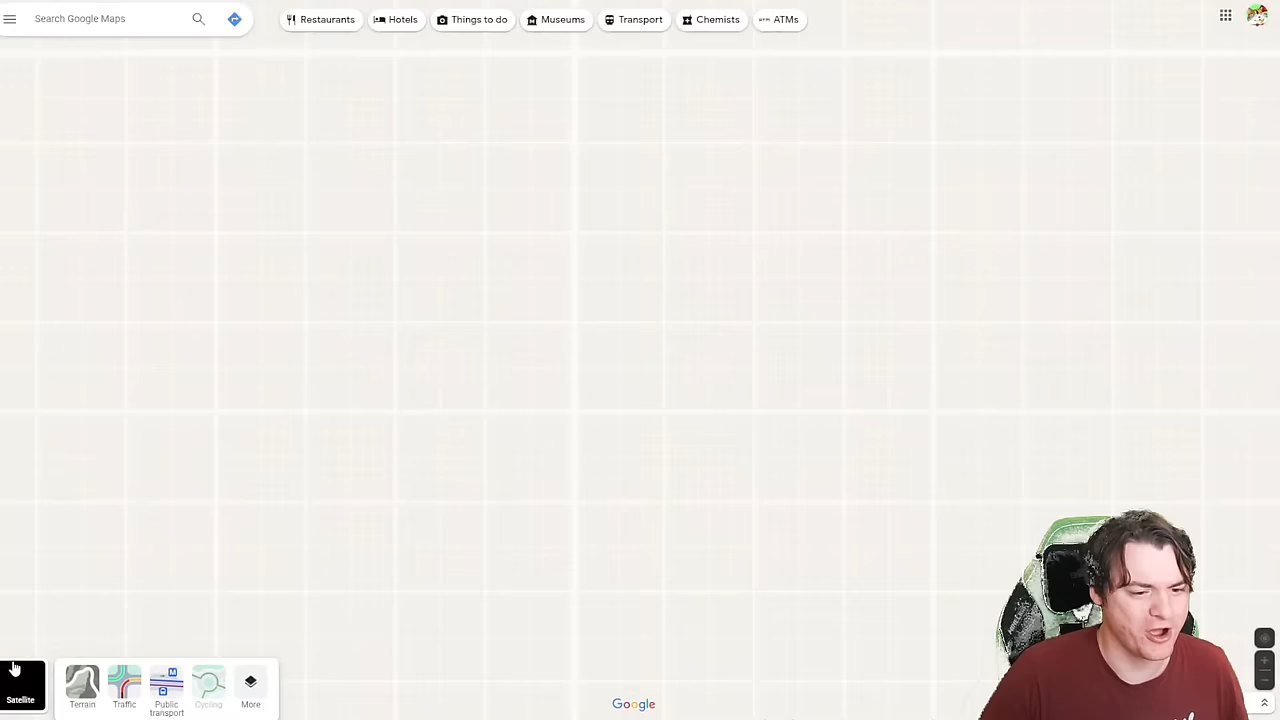 Search Google Maps
Restaurants
Hotels
Things to do
Museums
Transport
Chemists
ATM ATMs
Satellite
Terrain
Traffic
M
Public
transport
Cycling
More
Google